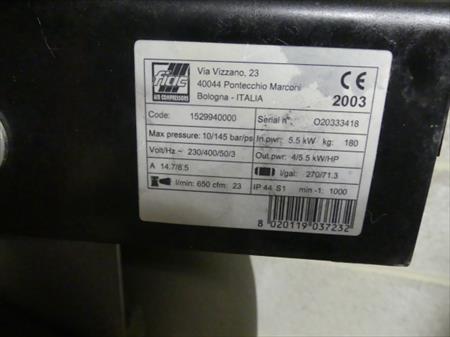 fiac
AIR COMPRESSORS
Via Vizzano, 23
40044 Pontecchio Marconi
Bologna - ITALIA
CE
2003
Code: 1529940000
Serial n°. O20333418
Max pressure: 10/145 bar/psi
In.pwr: 5.5 kW kg: 180
Volt/Hz~ 230/400/50/3
Out.pwr: 4/5.5 kW/HP
A 14.7/8.5
l/gal: 270/71.3
l/min: 650 cfm: 23
IP 44 S1 min -1: 1000
8 020119 037232